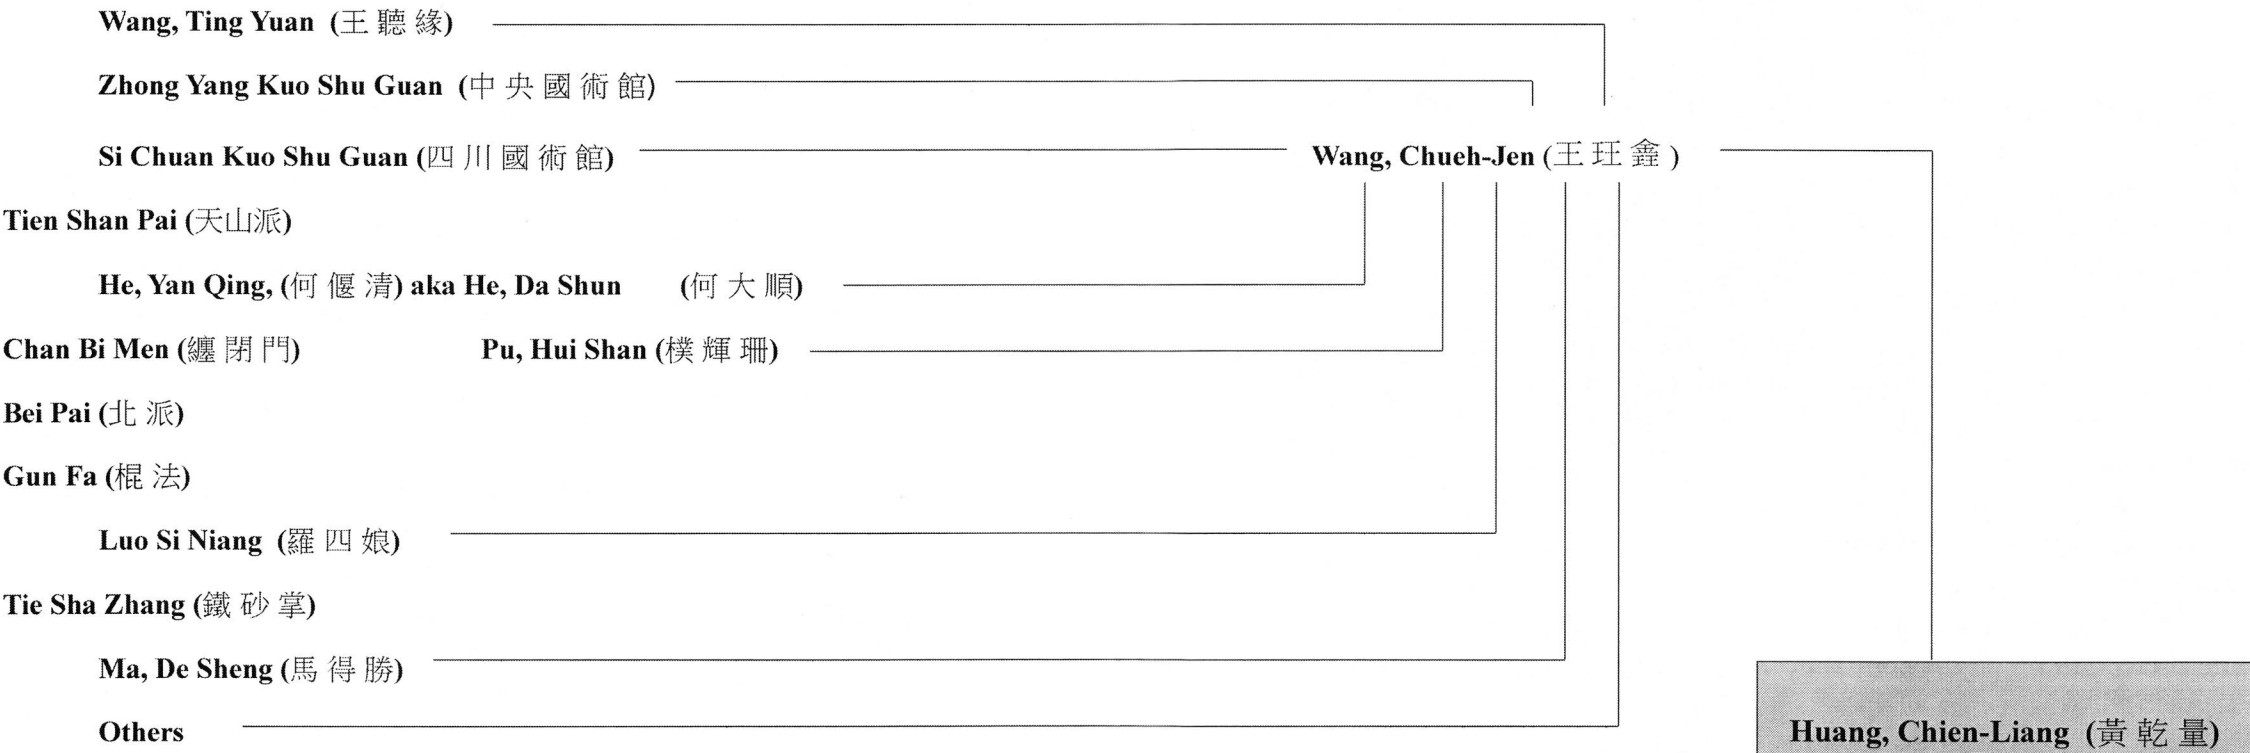 Wang, Ting Yuan (王聽緣)
Zhong Yang Kuo Shu Guan (中央國術館)
Si Chuan Kuo Shu Guan (四川國術館) Wang, Chueh-Jen (王玨鑫)
Tien Shan Pai (天山派)
He, Yan Qing, (何偃清) aka He, Da Shun (何大順)
Chan Bi Men (纏閉門) Pu, Hui Shan (樸輝珊)
Bei Pai (北派)
Gun Fa (棍法)
Luo Si Niang (羅四娘)
Tie Sha Zhang (鐵砂掌)
Ma, De Sheng (馬得勝)
Others Huang, Chien-Liang (黃乾量)